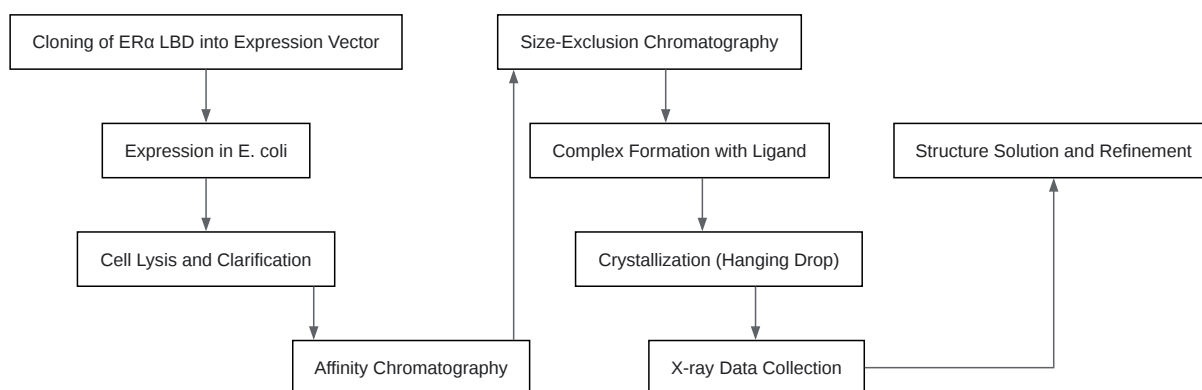 Cloning of ERα LBD into Expression Vector
Expression in E. coli
Cell Lysis and Clarification
Affinity Chromatography
Size-Exclusion Chromatography
Complex Formation with Ligand
Crystallization (Hanging Drop)
X-ray Data Collection
Structure Solution and Refinement